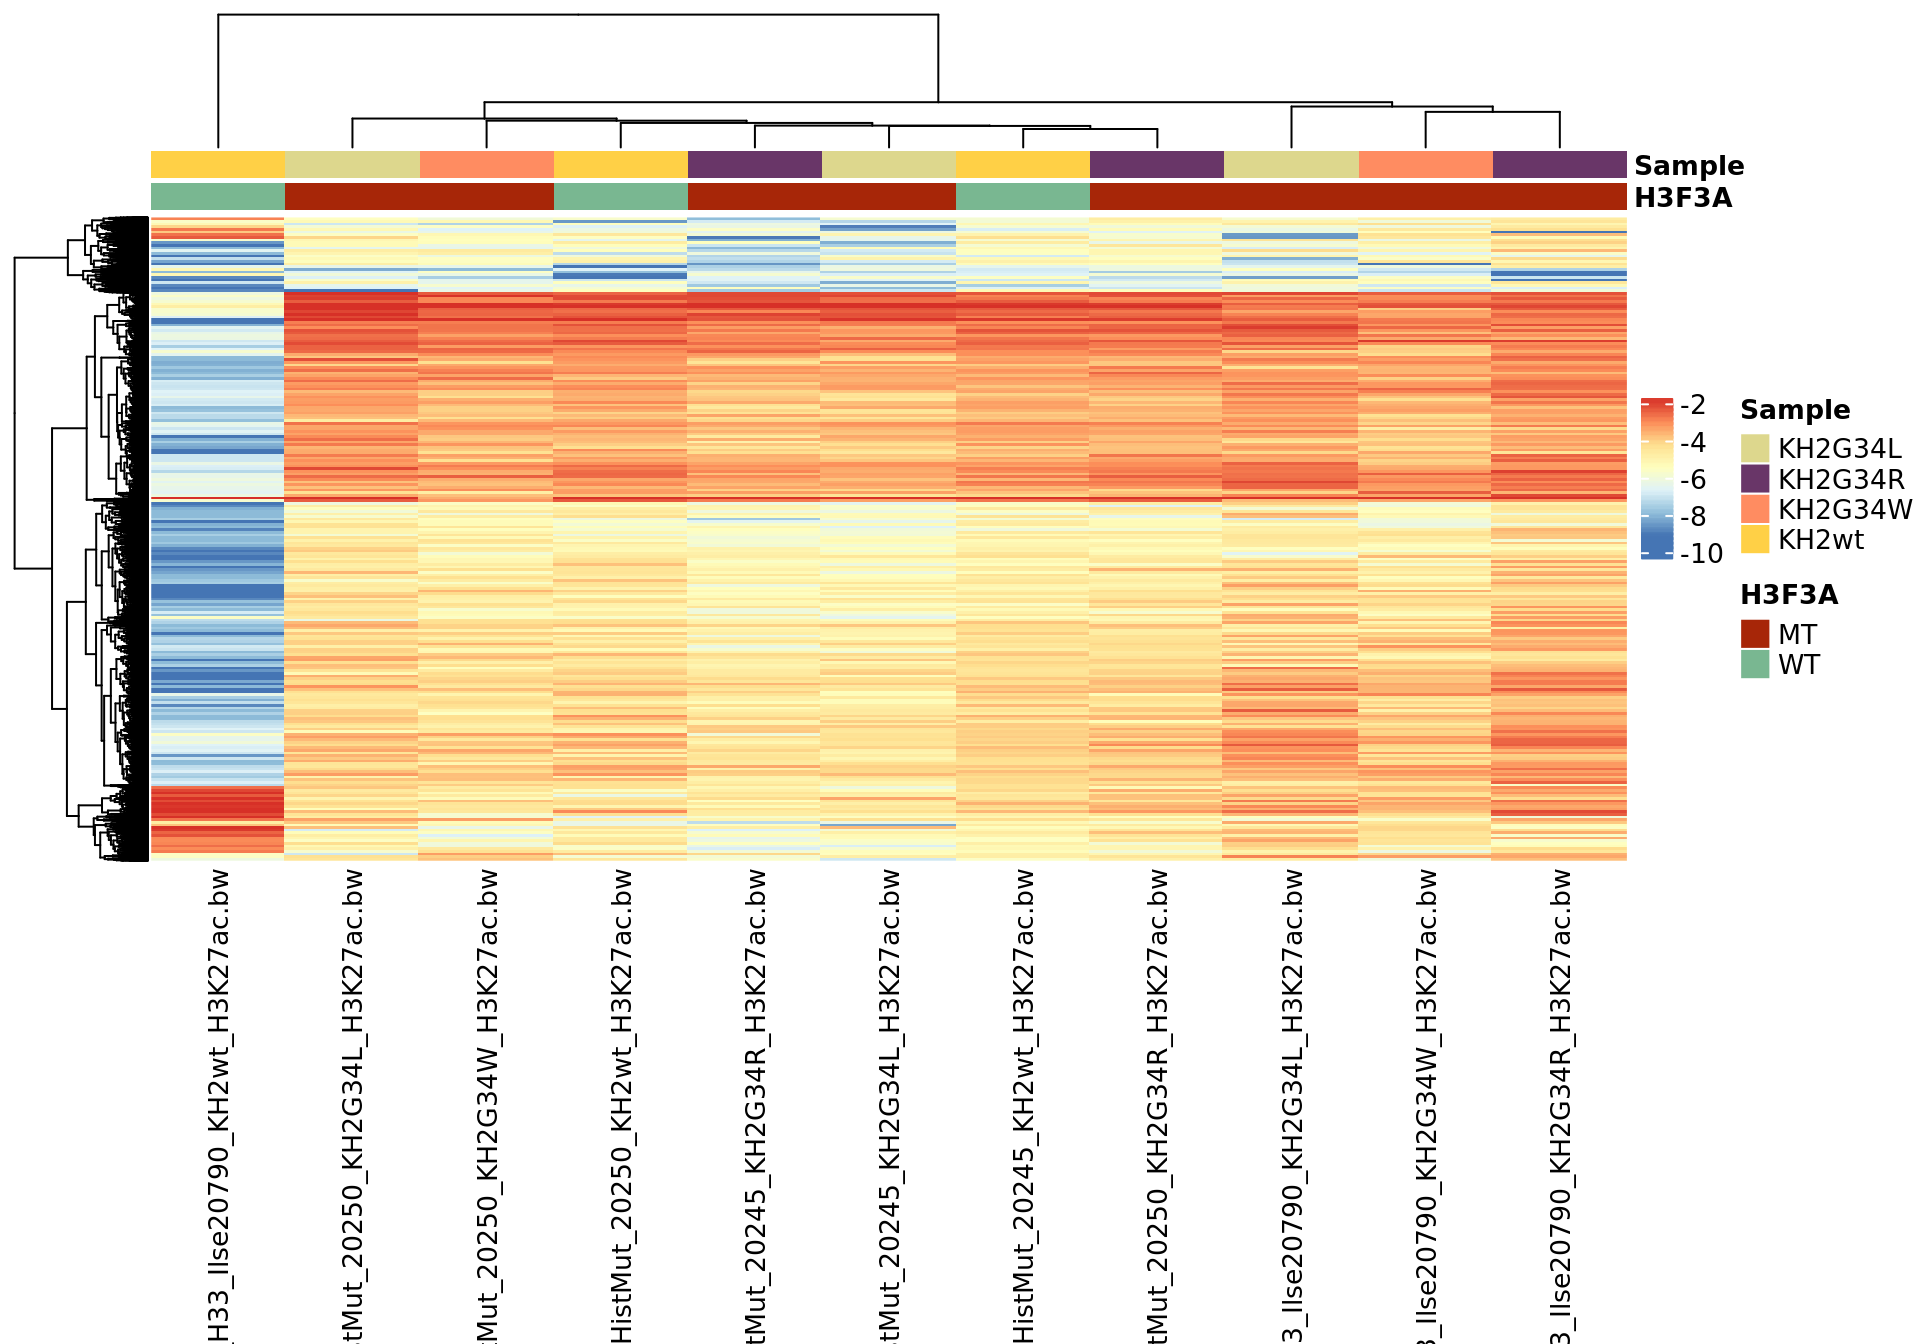 Sample
H3F3A
-2
-4
-6
-8
-10
Sample
KH2G34L
KH2G34R
KH2G34W
KH2wt
H3F3A
MT
WT
H33_Ilse20790_KH2wt_H3K27ac.bw
tMut_20250_KH2G34L_H3K27ac.bw
Mut_20250_KH2G34W_H3K27ac.bw
HistMut_20250_KH2wt_H3K27ac.bw
tMut_20245_KH2G34R_H3K27ac.bw
tMut_20245_KH2G34L_H3K27ac.bw
HistMut_20245_KH2wt_H3K27ac.bw
tMut_20250_KH2G34R_H3K27ac.bw
3_Ilse20790_KH2G34L_H3K27ac.bw
_Ilse20790_KH2G34W_H3K27ac.bw
3_Ilse20790_KH2G34R_H3K27ac.bw